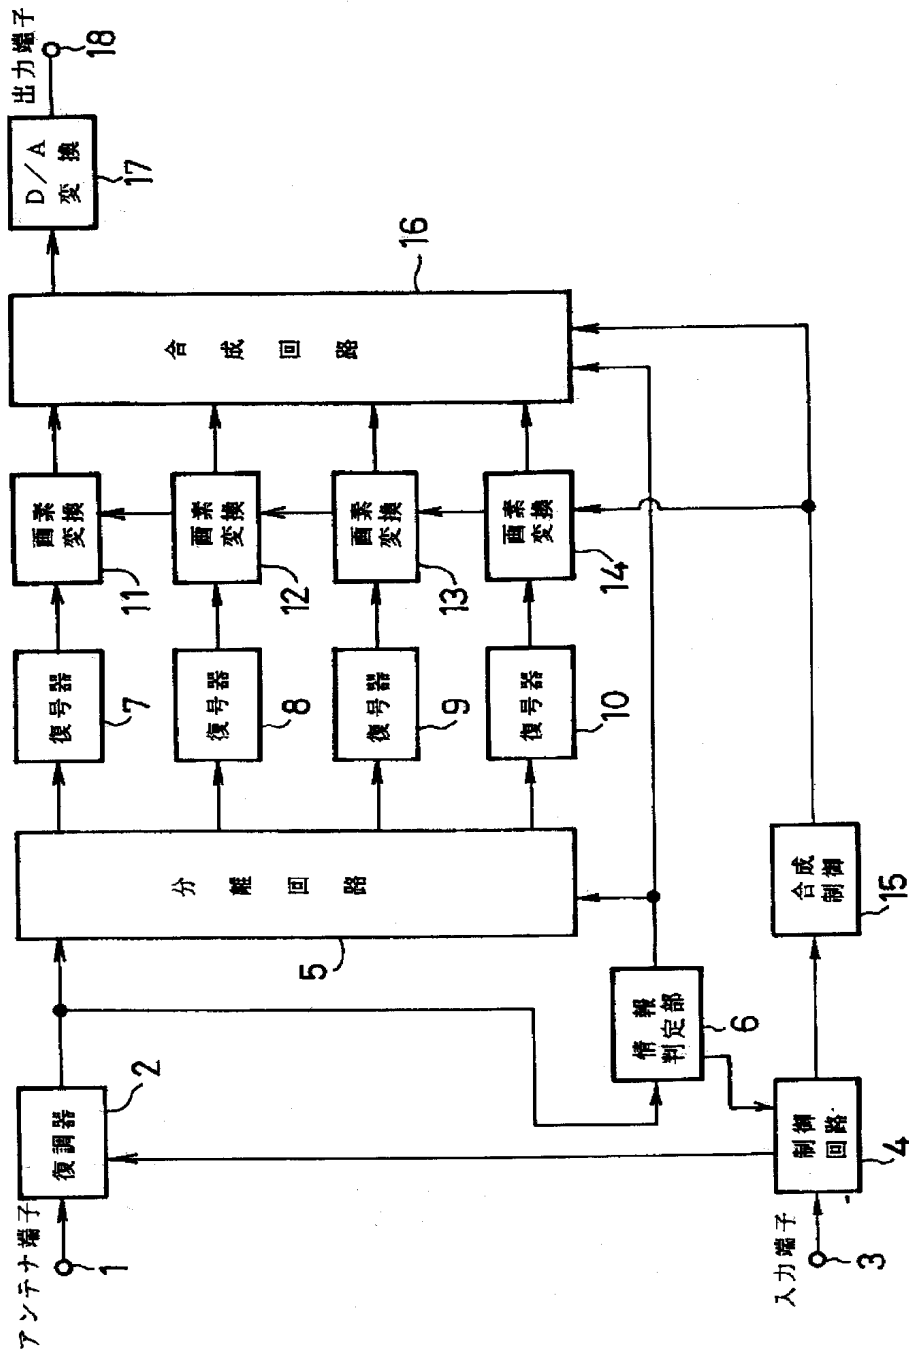 アンテナ端子
1
復調器
2
入力端子
3
制御
回路
4
分離回路
5
情報
判定部
6
復号器
7
復号器
8
復号器
9
復号器
10
画素
変換
11
画素
変換
12
画素
変換
13
画素
変換
14
合成
制御
15
合成回路
16
D/A
変換
17
出力端子
18